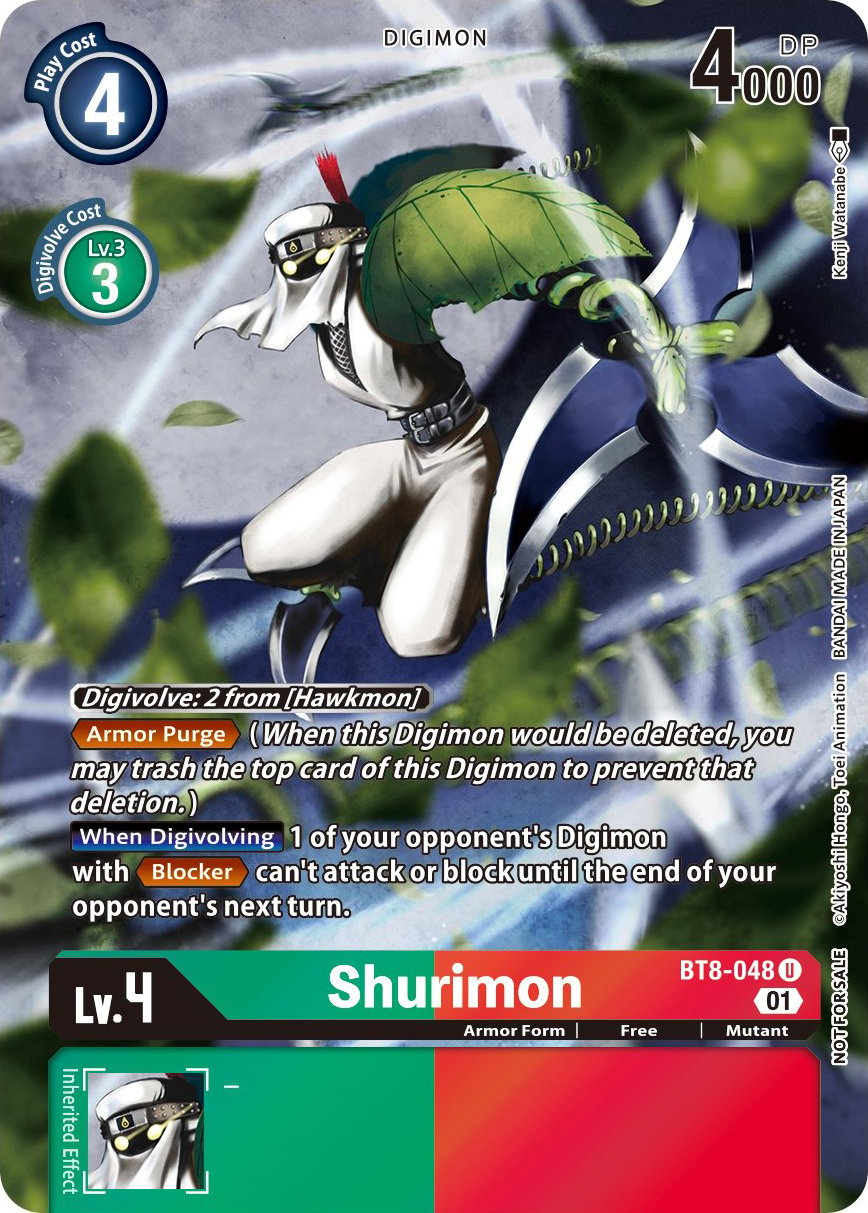 DIGIMON
Play Cost
4
DP
4000
Digivolve Cost
Lv.3
3
Kenji Watanabe
Digivolve: 2 from [Hawkmon]
Armor Purge (When this Digimon would be deleted, you
may trash the top card of this Digimon to prevent that
deletion.)
When Digivolving 1 of your opponent's Digimon
with Blocker can't attack or block until the end of your
opponent's next turn.
©Akiyoshi Hongo, Toei Animation BANDAI MADE IN JAPAN
NOT FOR SALE
Lv.4
Shurimon
BT8-048 U
01
Armor Form | Free | Mutant
Inherited Effect
–